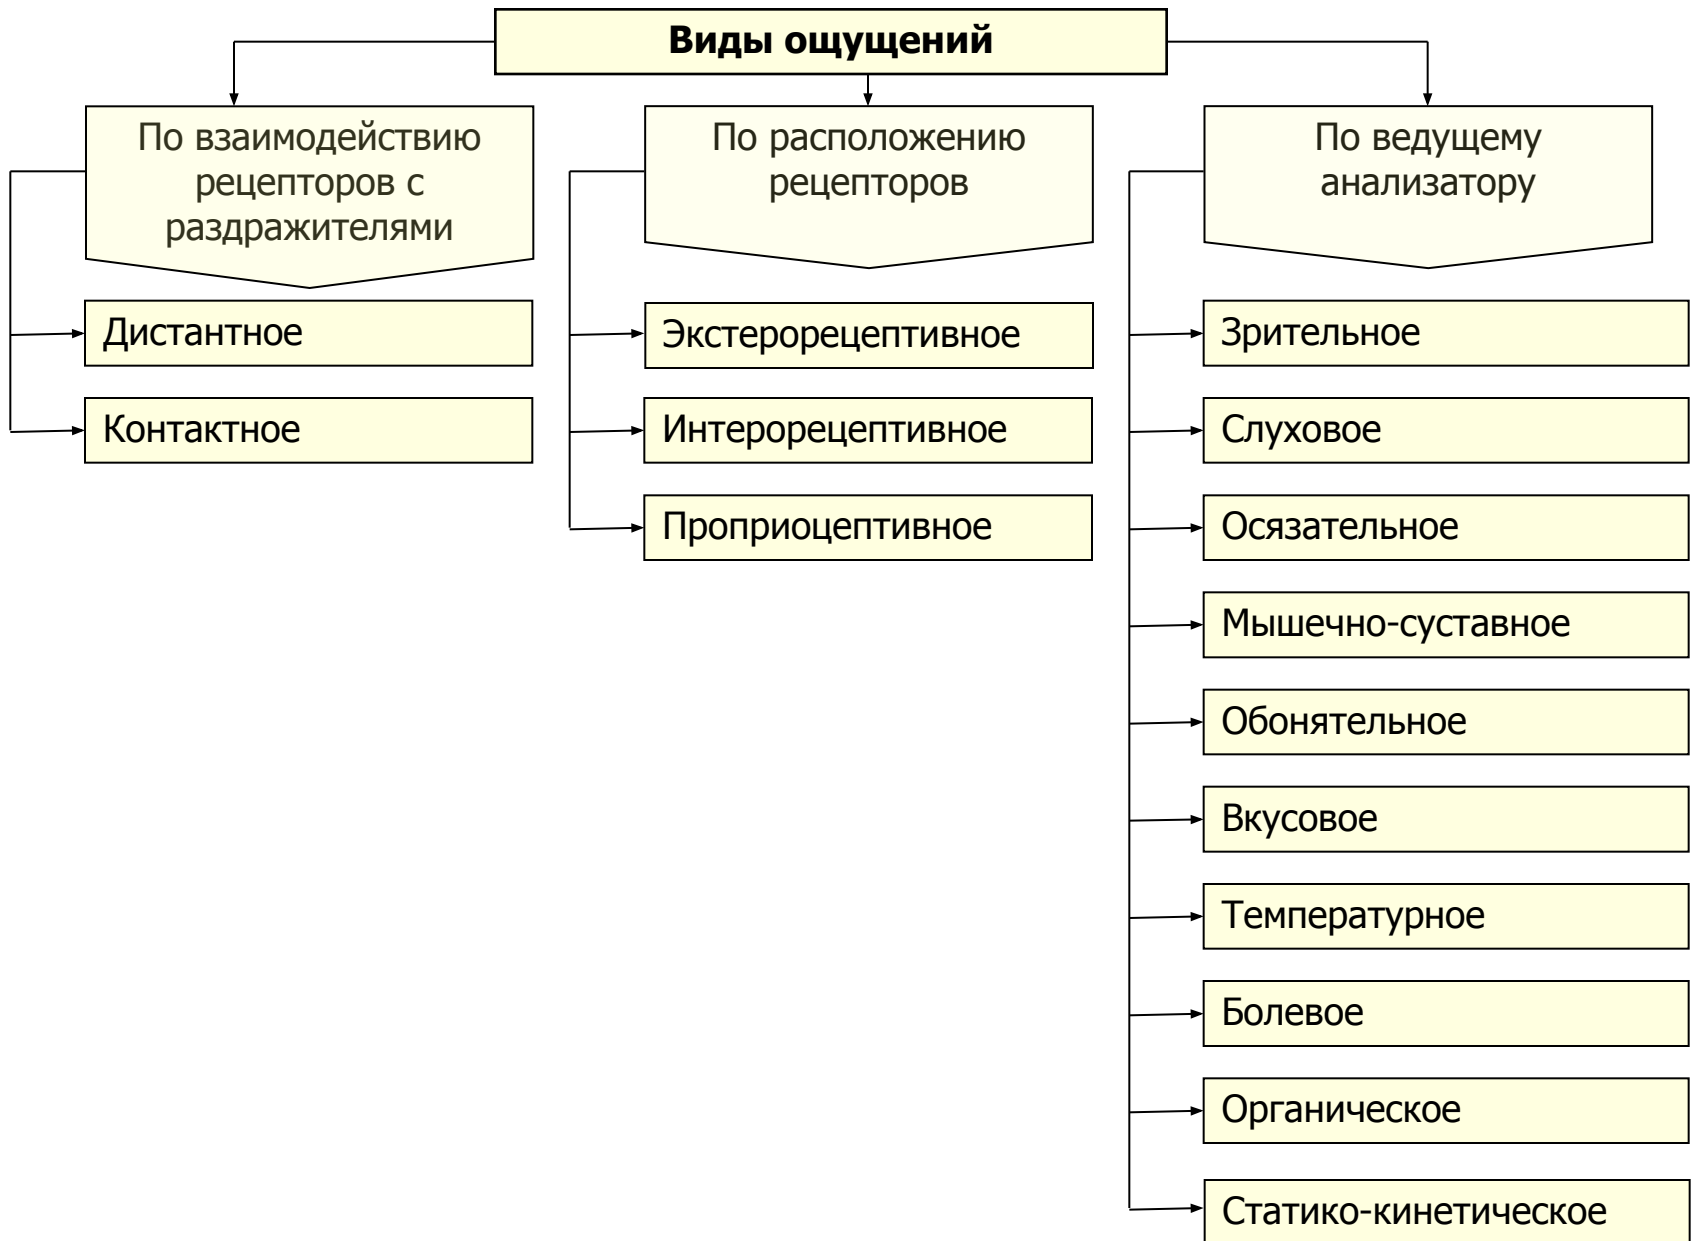 Виды ощущений
По взаимодействию
рецепторов с
раздражителями
Дистантное
Контактное
По расположению
рецепторов
Экстерорецептивное
Интерорецептивное
Проприоцептивное
По ведущему
анализатору
Зрительное
Слуховое
Осязательное
Мышечно-суставное
Обонятельное
Вкусовое
Температурное
Болевое
Органическое
Статико-кинетическое